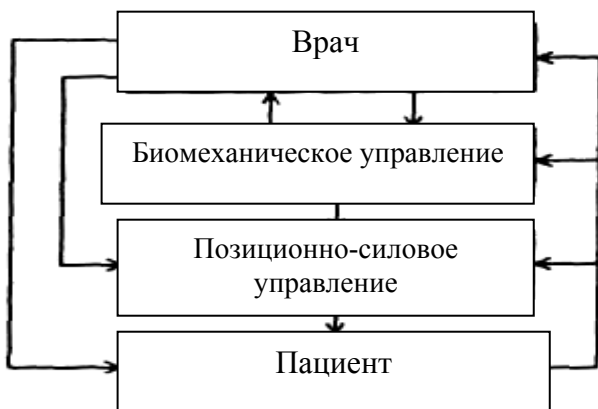 Врач
Биомеханическое управление
Позиционно-силовое
управление
Пациент